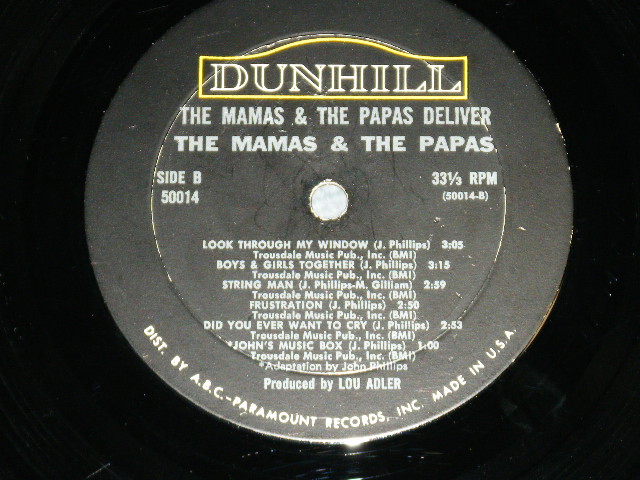 DUNHILL
THE MAMAS & THE PAPAS DELIVER
THE MAMAS & THE PAPAS
SIDE B
50014
33⅓ RPM
(50014-B)
LOOK THROUGH MY WINDOW (J. Phillips) 3:05
Trousdale Music Pub., Inc. (BMI)
BOYS & GIRLS TOGETHER (J. Phillips) 3:15
Trousdale Music Pub., Inc. (BMI)
STRING MAN (J. Phillips-M. Gilliam) 2:59
Trousdale Music Pub., Inc. (BMI)
FRUSTRATION (J. Phillips) 2:50
Trousdale Music Pub., Inc. (BMI)
DID YOU EVER WANT TO CRY (J. Phillips) 2:53
Trousdale Music Pub., Inc. (BMI)
*JOHN'S MUSIC BOX (J. Phillips) 1:00
Trousdale Music Pub., Inc. (BMI)
*Adaptation by John Phillips
Produced by LOU ADLER
DIST. BY A.B.C.-PARAMOUNT RECORDS, INC. MADE IN U.S.A.